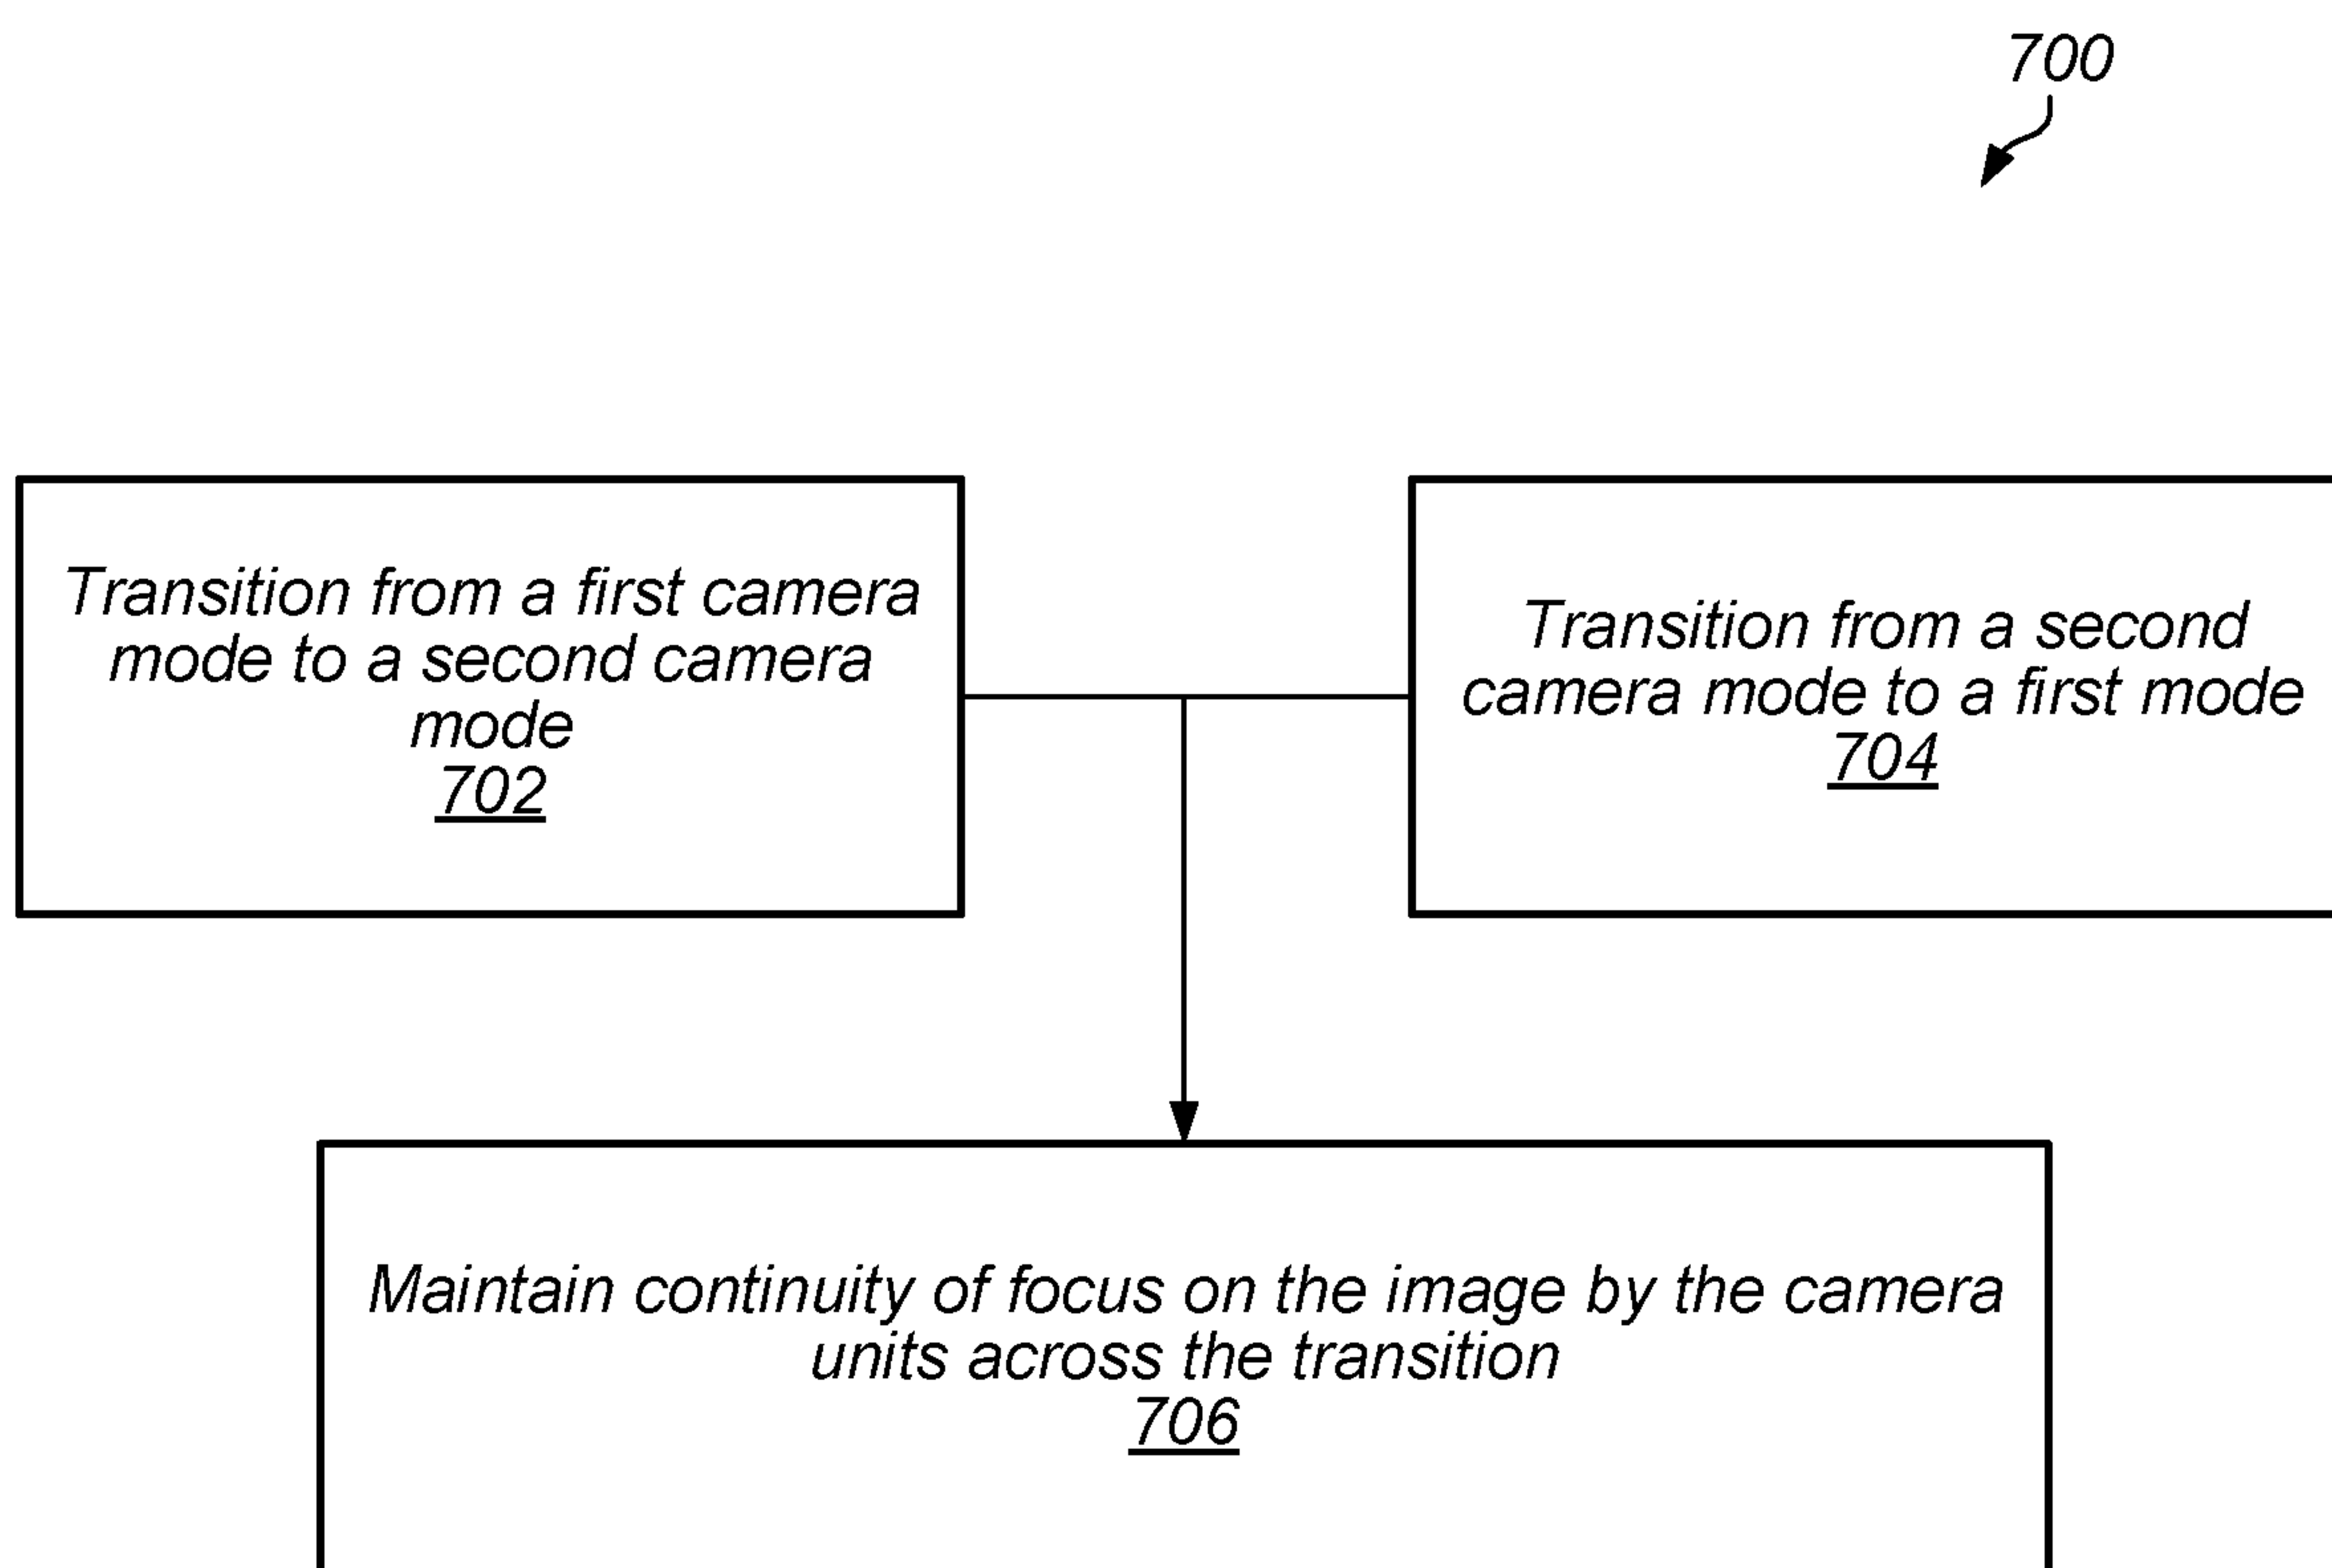 700
Transition from a first camera
mode to a second camera
mode
702
Transition from a second
camera mode to a first mode
704
Maintain continuity of focus on the image by the camera
units across the transition
706